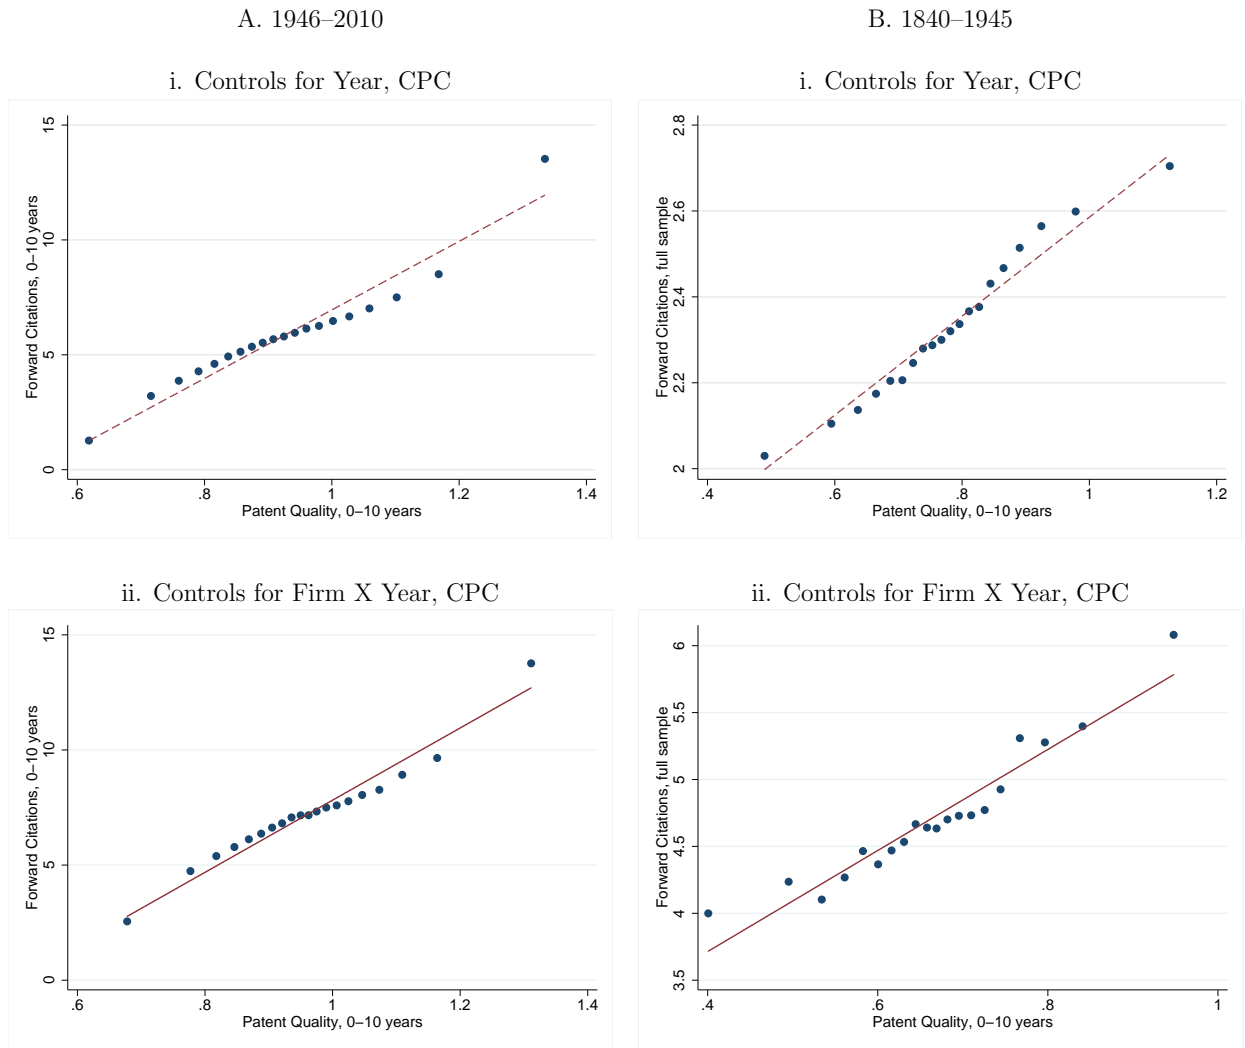 A. 1946–2010
B. 1840–1945
i. Controls for Year, CPC
15
10
5
0
Forward Citations, 0–10 years
.6 .8 1 1.2 1.4
Patent Quality, 0–10 years
i. Controls for Year, CPC
2.8
2.6
2.4
2.2
2
Forward Citations, full sample
.4 .6 .8 1 1.2
Patent Quality, 0–10 years
ii. Controls for Firm X Year, CPC
15
10
5
0
Forward Citations, 0–10 years
.6 .8 1 1.2 1.4
Patent Quality, 0–10 years
ii. Controls for Firm X Year, CPC
6
5.5
5
4.5
4
3.5
Forward Citations, full sample
.4 .6 .8 1
Patent Quality, 0–10 years